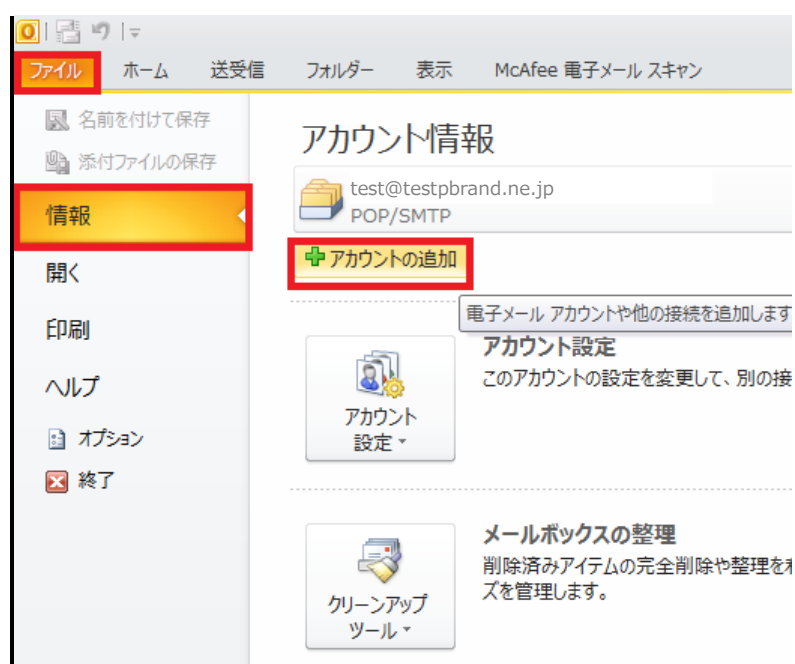 ファイル ホーム 送受信 フォルダー 表示 McAfee 電子メール スキャン
名前を付けて保存
添付ファイルの保存
情報
開く
印刷
ヘルプ
オプション
終了
アカウント情報
test@testpbrand.ne.jp
POP/SMTP
アカウントの追加
電子メール アカウントや他の接続を追加します
アカウント
設定
アカウント設定
このアカウントの設定を変更して、別の接
クリーンアップ
ツール
メールボックスの整理
削除済みアイテムの完全削除や整理を
ズを管理します。